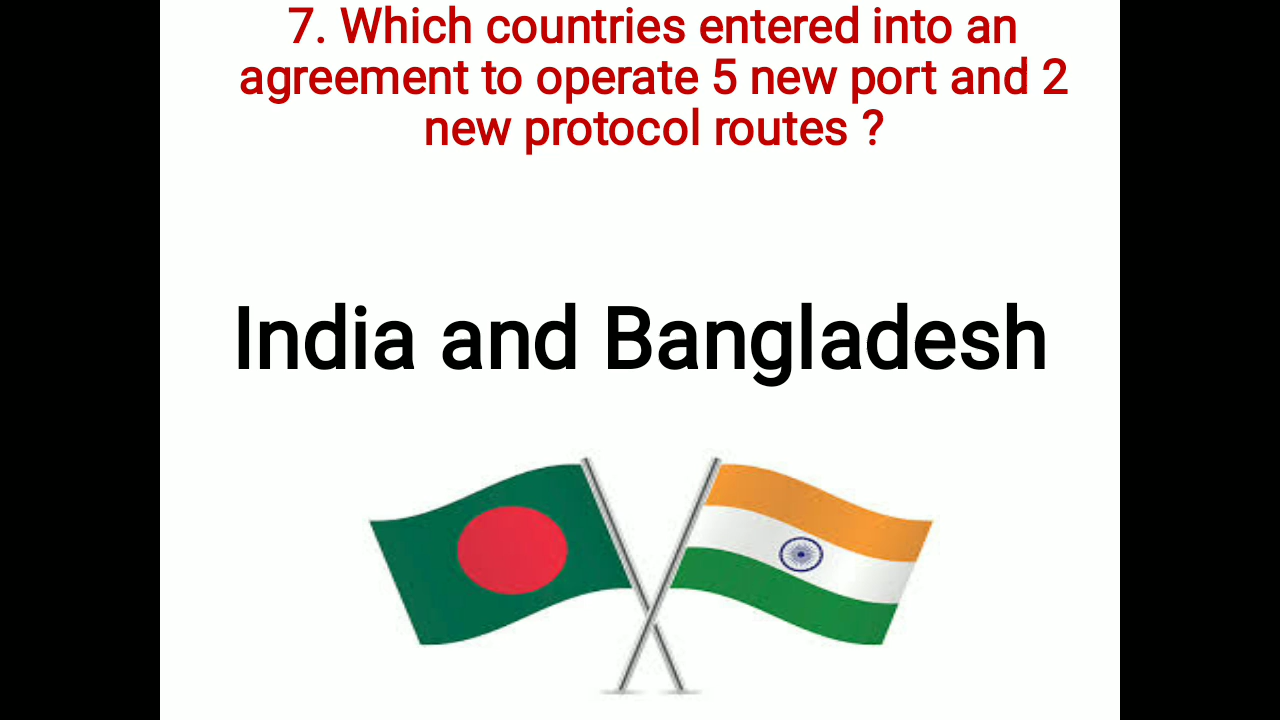 7. Which countries entered into an
agreement to operate 5 new port and 2
new protocol routes ?
India and Bangladesh